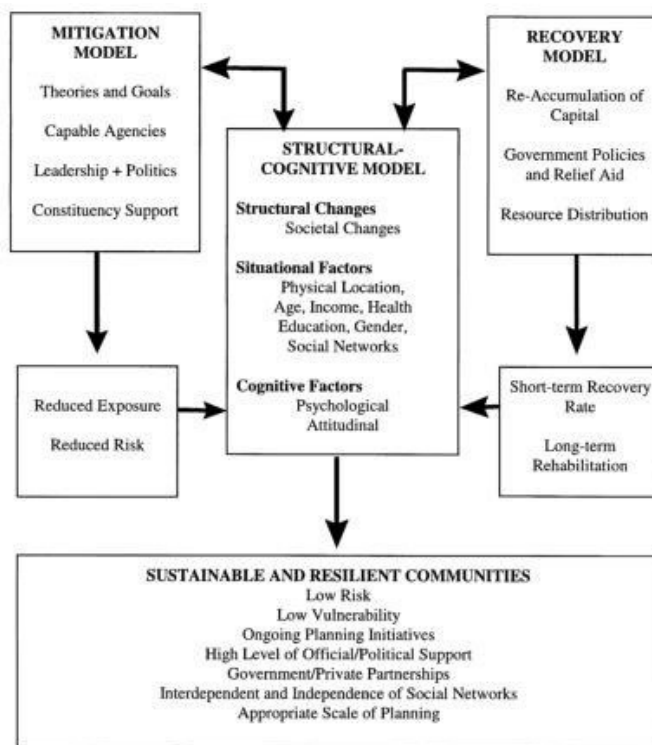 MITIGATION
MODEL
Theories and Goals
Capable Agencies
Leadership + Politics
Constituency Support
RECOVERY
MODEL
Re-Accumulation of
Capital
Government Policies
and Relief Aid
Resource Distribution
STRUCTURAL-
COGNITIVE MODEL
Structural Changes
Societal Changes
Situational Factors
Physical Location,
Age, Income, Health
Education, Gender,
Social Networks
Cognitive Factors
Psychological
Attitudinal
Reduced Exposure
Reduced Risk
Short-term Recovery
Rate
Long-term
Rehabilitation
SUSTAINABLE AND RESILIENT COMMUNITIES
Low Risk
Low Vulnerability
Ongoing Planning Initiatives
High Level of Official/Political Support
Government/Private Partnerships
Interdependent and Independence of Social Networks
Appropriate Scale of Planning